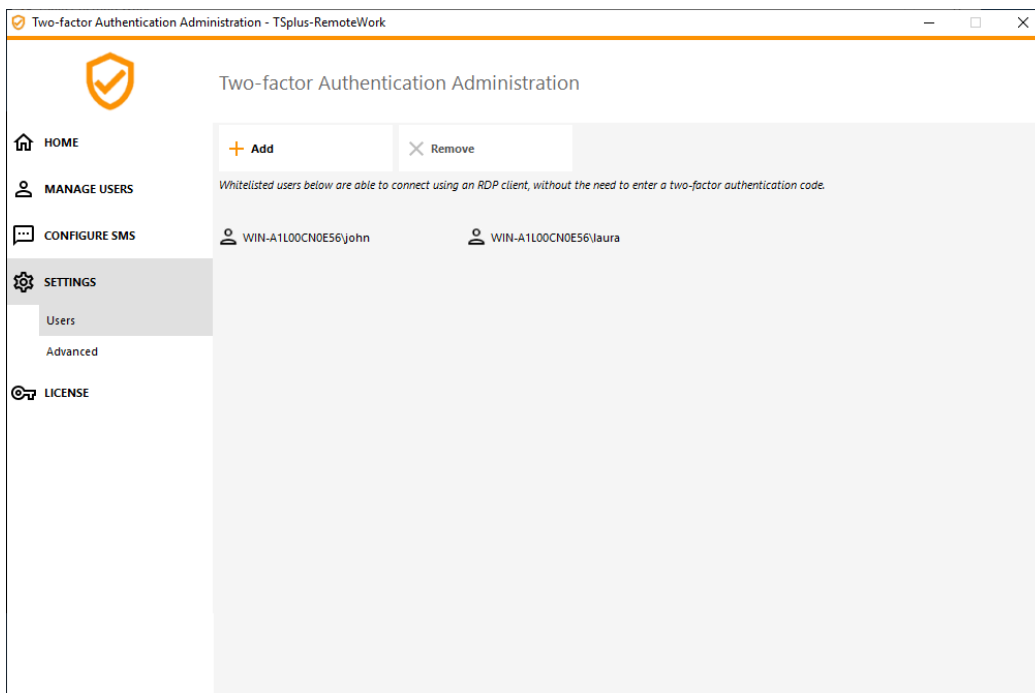 Two-factor Authentication Administration - TSplus-RemoteWork
Two-factor Authentication Administration
HOME
MANAGE USERS
CONFIGURE SMS
SETTINGS
Users
Advanced
LICENSE
Add
Remove
Whitelisted users below are able to connect using an RDP client, without the need to enter a two-factor authentication code.
WIN-A1L00CN0E56\john
WIN-A1L00CN0E56\laura